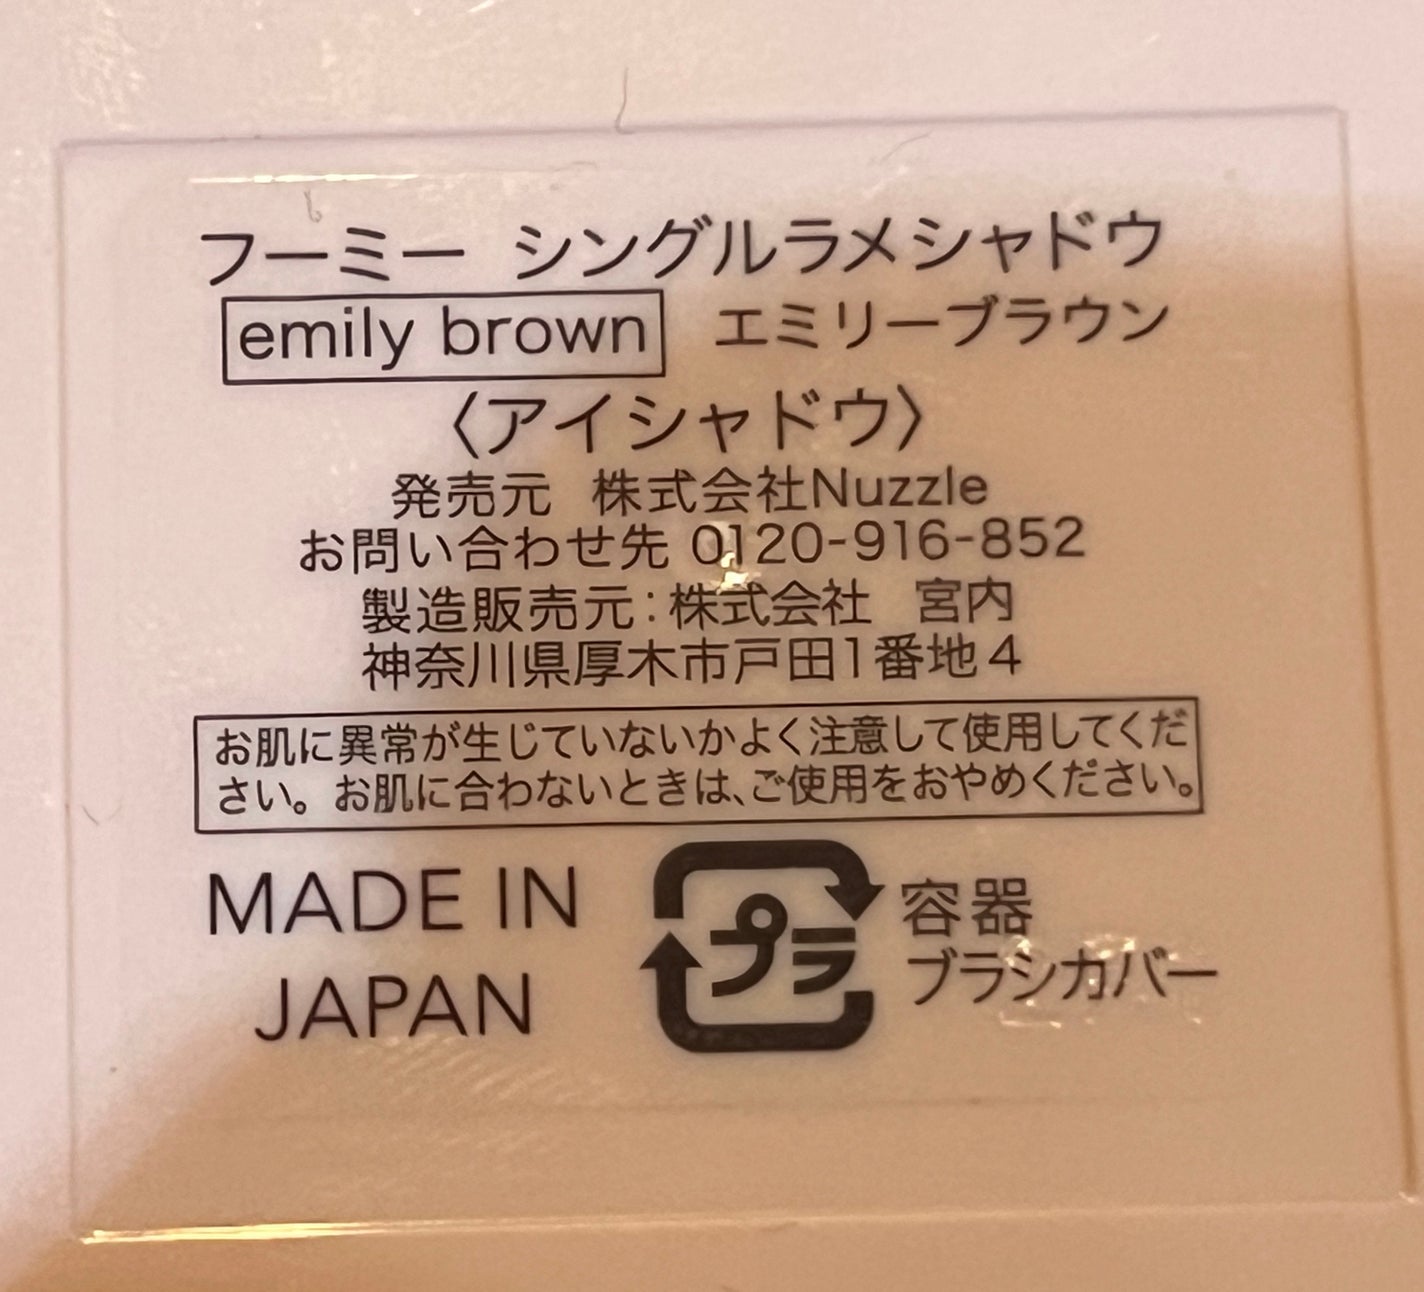 フーミー シングルラメシャドウ
emily brown エミリーブラウン
〈アイシャドウ〉
発売元 株式会社Nuzzle
お問い合わせ先 0120-916-852
製造販売元:株式会社 宮内
神奈川県厚木市戸田1番地4
お肌に異常が生じていないかよく注意して使用してくだ
さい。お肌に合わないときは、ご使用をおやめください。
MADE IN
JAPAN
プラ
容器
ブラシカバー